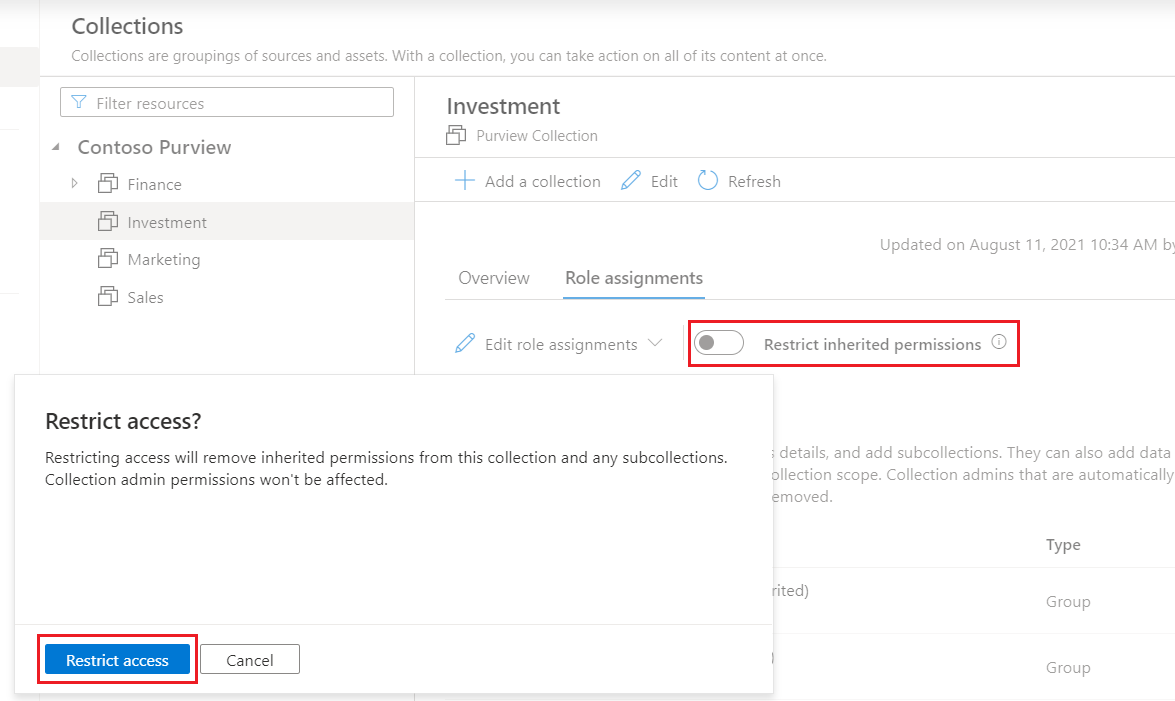 Collections
Collections are groupings of sources and assets. With a collection, you can take action on all of its content at once.
Filter resources
Contoso Purview
Finance
Investment
Marketing
Sales
Investment
Purview Collection
Add a collection
Edit
Refresh
Updated on August 11, 2021 10:34 AM by
Overview
Role assignments
Edit role assignments
Restrict inherited permissions
Restrict access?
Restricting access will remove inherited permissions from this collection and any subcollections.
Collection admin permissions won't be affected.
Restrict access
Cancel
details, and add subcollections. They can also add data
ollection scope. Collection admins that are automatically
emoved.
Type
rited)
Group
)
Group